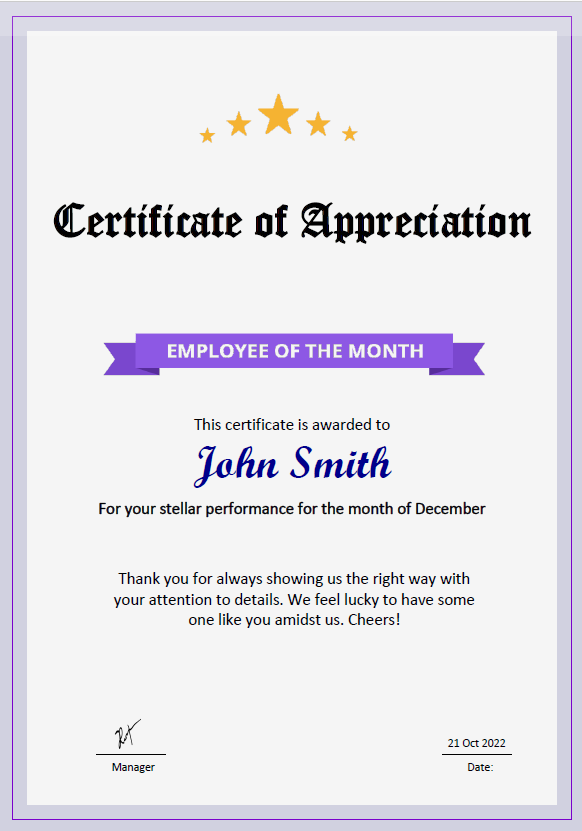 Certificate of Appreciation
EMPLOYEE OF THE MONTH
This certificate is awarded to
John Smith
For your stellar performance for the month of December
Thank you for always showing us the right way with
your attention to details. We feel lucky to have some
one like you amidst us. Cheers!
21 Oct 2022
Manager
Date: